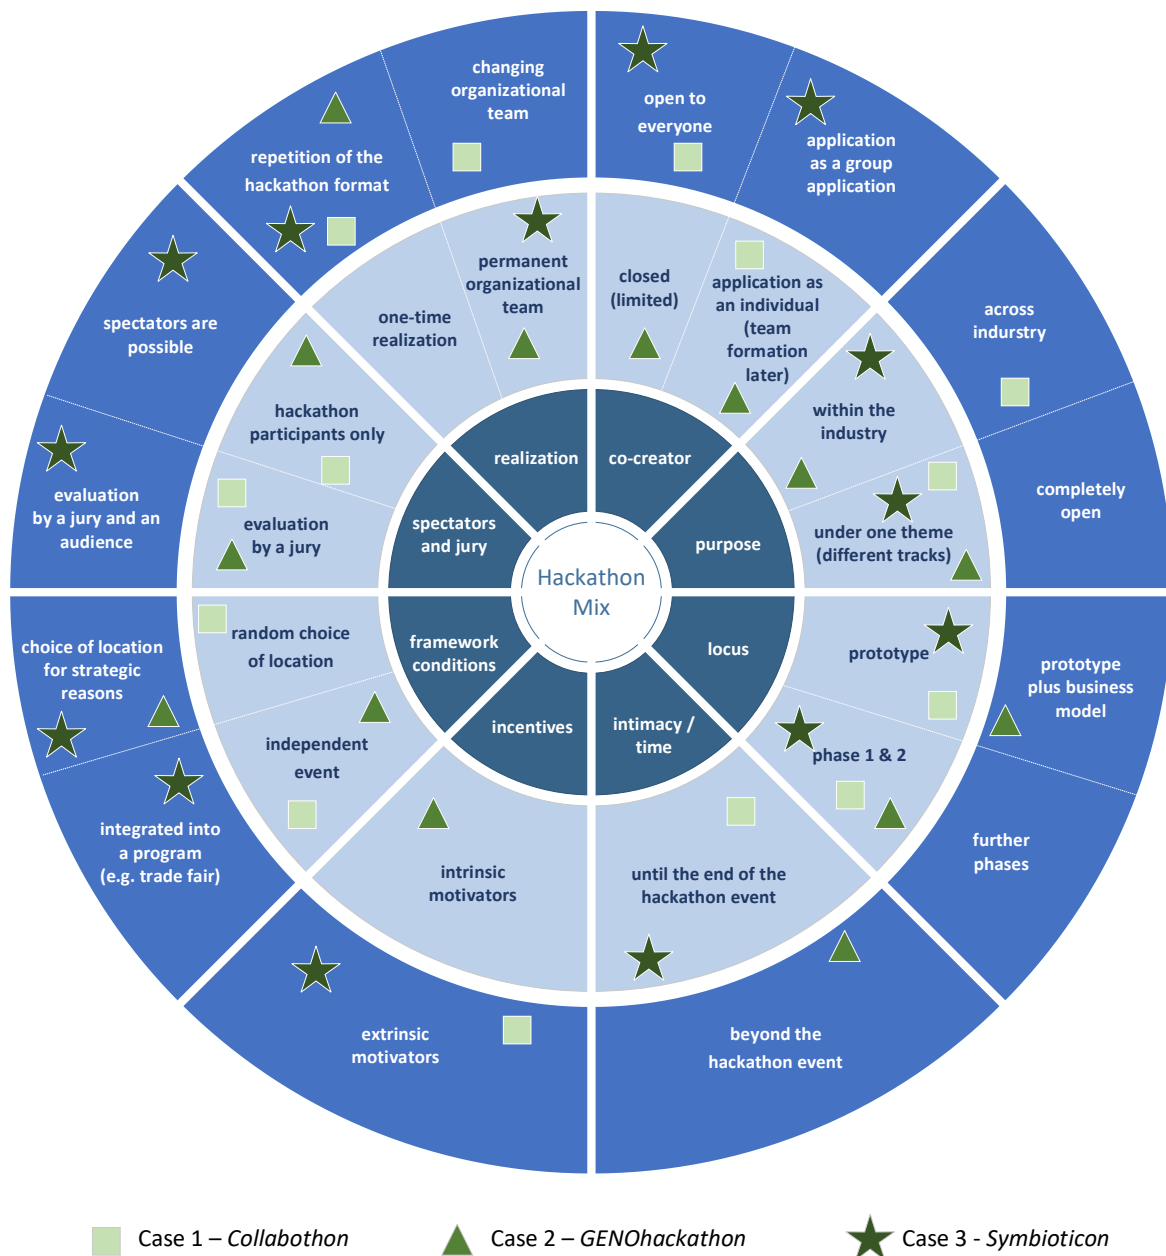 changing
organizational
team
open to
everyone
application
as a group
application
repetition of the
hackathon format
permanent
organizational
team
closed
(limited)
application as
an individual
(team
formation
later)
one-time
realization
spectators are
possible
across
indurstry
hackathon
participants only
within the
industry
realization
co-creator
evaluation
by a jury and an
audience
evaluation
by a jury
spectators
and jury
purpose
under one theme
(different tracks)
completely
open
Hackathon
Mix
choice of location
for strategic
reasons
random choice
of location
framework
conditions
locus
prototype
prototype
plus business
model
incentives
intimacy /
time
independent
event
phase 1 & 2
integrated into
a program
(e.g. trade fair)
further
phases
intrinsic
motivators
until the end of the
hackathon event
extrinsic
motivators
beyond the
hackathon event
Case 1 – Collabothon
Case 2 – GENOhackathon
Case 3 - Symbioticon